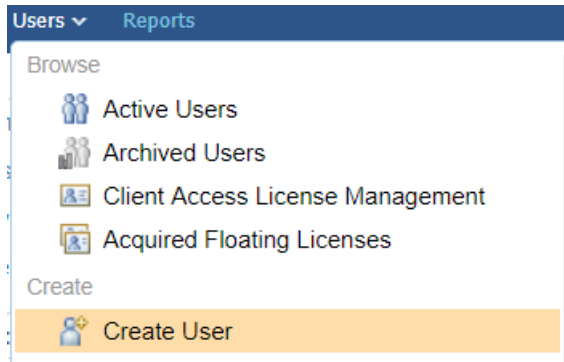 Users Reports
Browse
Active Users
Archived Users
Client Access License Management
Acquired Floating Licenses
Create
Create User